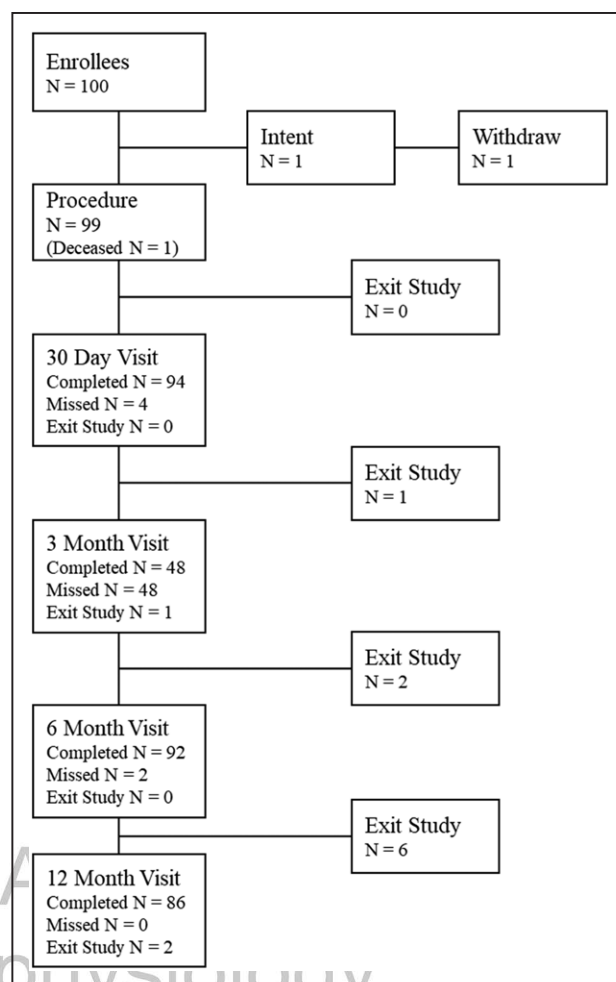 Enrollees
N = 100
Intent
N = 1
Withdraw
N = 1
Procedure
N = 99
(Deceased N = 1)
Exit Study
N = 0
30 Day Visit
Completed N = 94
Missed N = 4
Exit Study N = 0
Exit Study
N = 1
3 Month Visit
Completed N = 48
Missed N = 48
Exit Study N = 1
Exit Study
N = 2
6 Month Visit
Completed N = 92
Missed N = 2
Exit Study N = 0
Exit Study
N = 6
12 Month Visit
Completed N = 86
Missed N = 0
Exit Study N = 2